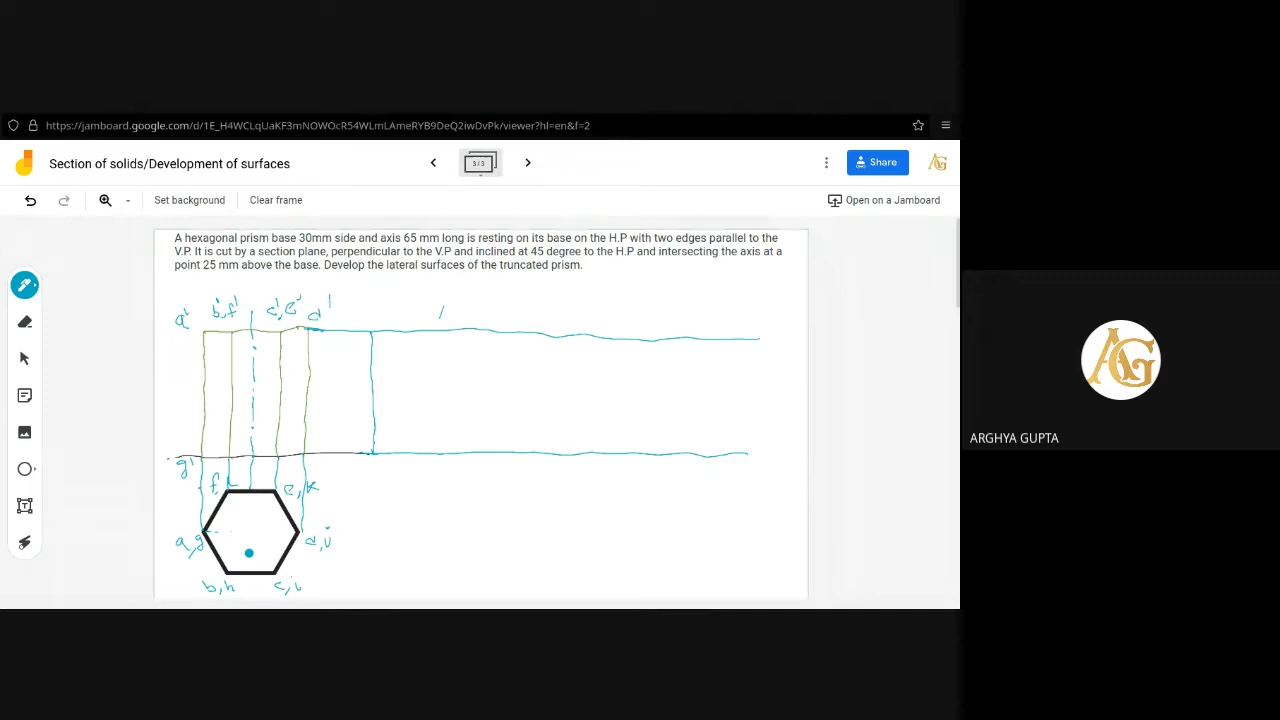 https://jamboard.google.com/d/1E_H4WCLqUaKF3mNOWOcR54WLmLAmeRYB9DeQ2iwDvPk/viewer?hl=en&f=2
Section of solids/Development of surfaces
3/3
Share
AG
Set background
Clear frame
Open on a Jamboard
A hexagonal prism base 30mm side and axis 65 mm long is resting on its base on the H.P with two edges parallel to the
V.P. It is cut by a section plane, perpendicular to the V.P and inclined at 45 degree to the H.P and intersecting the axis at a
point 25 mm above the base. Develop the lateral surfaces of the truncated prism.
a' b',f' c',e' d'
g'
f,L e,k
a,g d,j
b,h c,i
AG
ARGHYA GUPTA